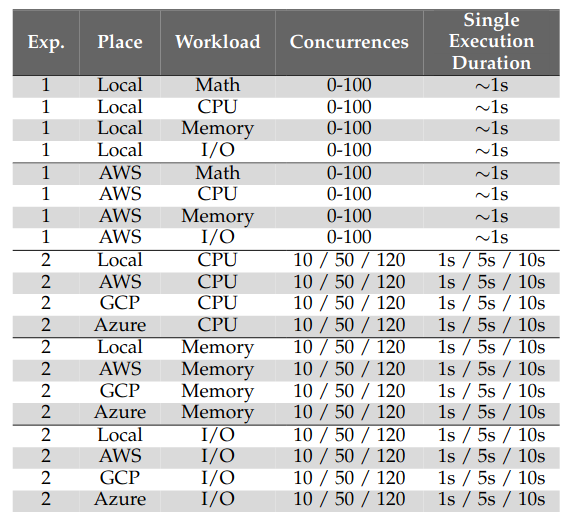 Exp. Place Workload Concurrences Single Execution Duration
1 Local Math 0-100 ∼1s
1 Local CPU 0-100 ∼1s
1 Local Memory 0-100 ∼1s
1 Local I/O 0-100 ∼1s
1 AWS Math 0-100 ∼1s
1 AWS CPU 0-100 ∼1s
1 AWS Memory 0-100 ∼1s
1 AWS I/O 0-100 ∼1s
2 Local CPU 10 / 50 / 120 1s / 5s / 10s
2 AWS CPU 10 / 50 / 120 1s / 5s / 10s
2 GCP CPU 10 / 50 / 120 1s / 5s / 10s
2 Azure CPU 10 / 50 / 120 1s / 5s / 10s
2 Local Memory 10 / 50 / 120 1s / 5s / 10s
2 AWS Memory 10 / 50 / 120 1s / 5s / 10s
2 GCP Memory 10 / 50 / 120 1s / 5s / 10s
2 Azure Memory 10 / 50 / 120 1s / 5s / 10s
2 Local I/O 10 / 50 / 120 1s / 5s / 10s
2 AWS I/O 10 / 50 / 120 1s / 5s / 10s
2 GCP I/O 10 / 50 / 120 1s / 5s / 10s
2 Azure I/O 10 / 50 / 120 1s / 5s / 10s